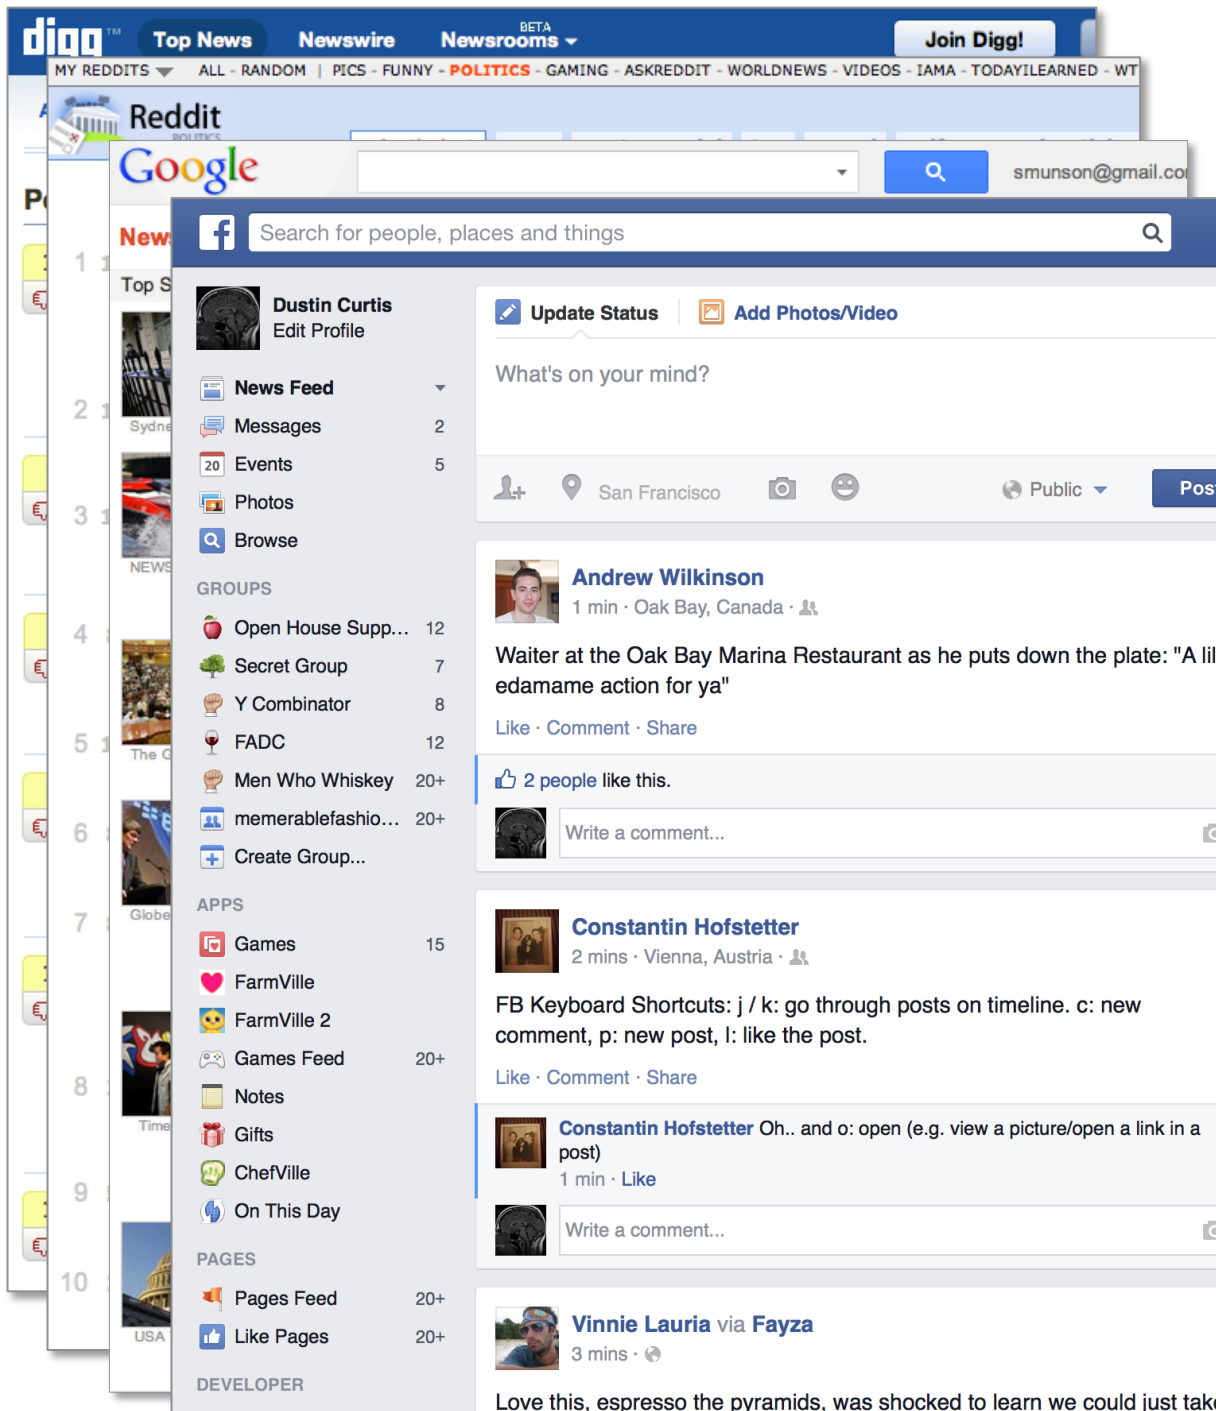 digg™ Top News Newswire Newsrooms BETA Join Digg!
MY REDDITS ALL - RANDOM | PICS - FUNNY - POLITICS - GAMING - ASKREDDIT - WORLDNEWS - VIDEOS - IAMA - TODAYILEARNED - WT
Reddit
POLITICS
Google smunson@gmail.co
News
Top S
Sydne
NEWS
The G
Globe
Time
USA
1
2
3
4
5
6
7
8
9
10
Search for people, places and things
Dustin Curtis
Edit Profile
News Feed
Messages 2
20 Events 5
Photos
Browse
GROUPS
Open House Supp... 12
Secret Group 7
Y Combinator 8
FADC 12
Men Who Whiskey 20+
memerablefashio... 20+
Create Group...
APPS
Games 15
FarmVille
FarmVille 2
Games Feed 20+
Notes
Gifts
ChefVille
On This Day
PAGES
Pages Feed 20+
Like Pages 20+
DEVELOPER
Update Status Add Photos/Video
What's on your mind?
San Francisco Public Pos
Andrew Wilkinson
1 min · Oak Bay, Canada ·
Waiter at the Oak Bay Marina Restaurant as he puts down the plate: "A lil
edamame action for ya"
Like · Comment · Share
2 people like this.
Write a comment...
Constantin Hofstetter
2 mins · Vienna, Austria ·
FB Keyboard Shortcuts: j / k: go through posts on timeline. c: new
comment, p: new post, l: like the post.
Like · Comment · Share
Constantin Hofstetter Oh.. and o: open (e.g. view a picture/open a link in a
post)
1 min · Like
Write a comment...
Vinnie Lauria via Fayza
3 mins ·
Love this, espresso the pyramids, was shocked to learn we could just take